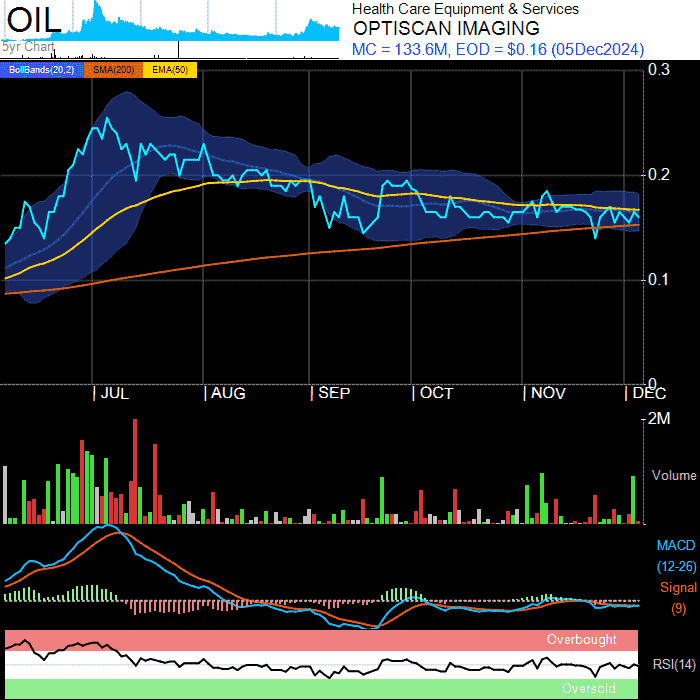 OIL
5yr Chart
Health Care Equipment & Services
OPTISCAN IMAGING
MC = 133.6M, EOD = $0.16 (05Dec2024)
BollBands(20,2) SMA(200) EMA(50)
0.3
0.2
0.1
0
| JUL | AUG | SEP | OCT | NOV | DEC
2M
Volume
MACD
(12-26)
Signal
(9)
Overbought
RSI(14)
Oversold